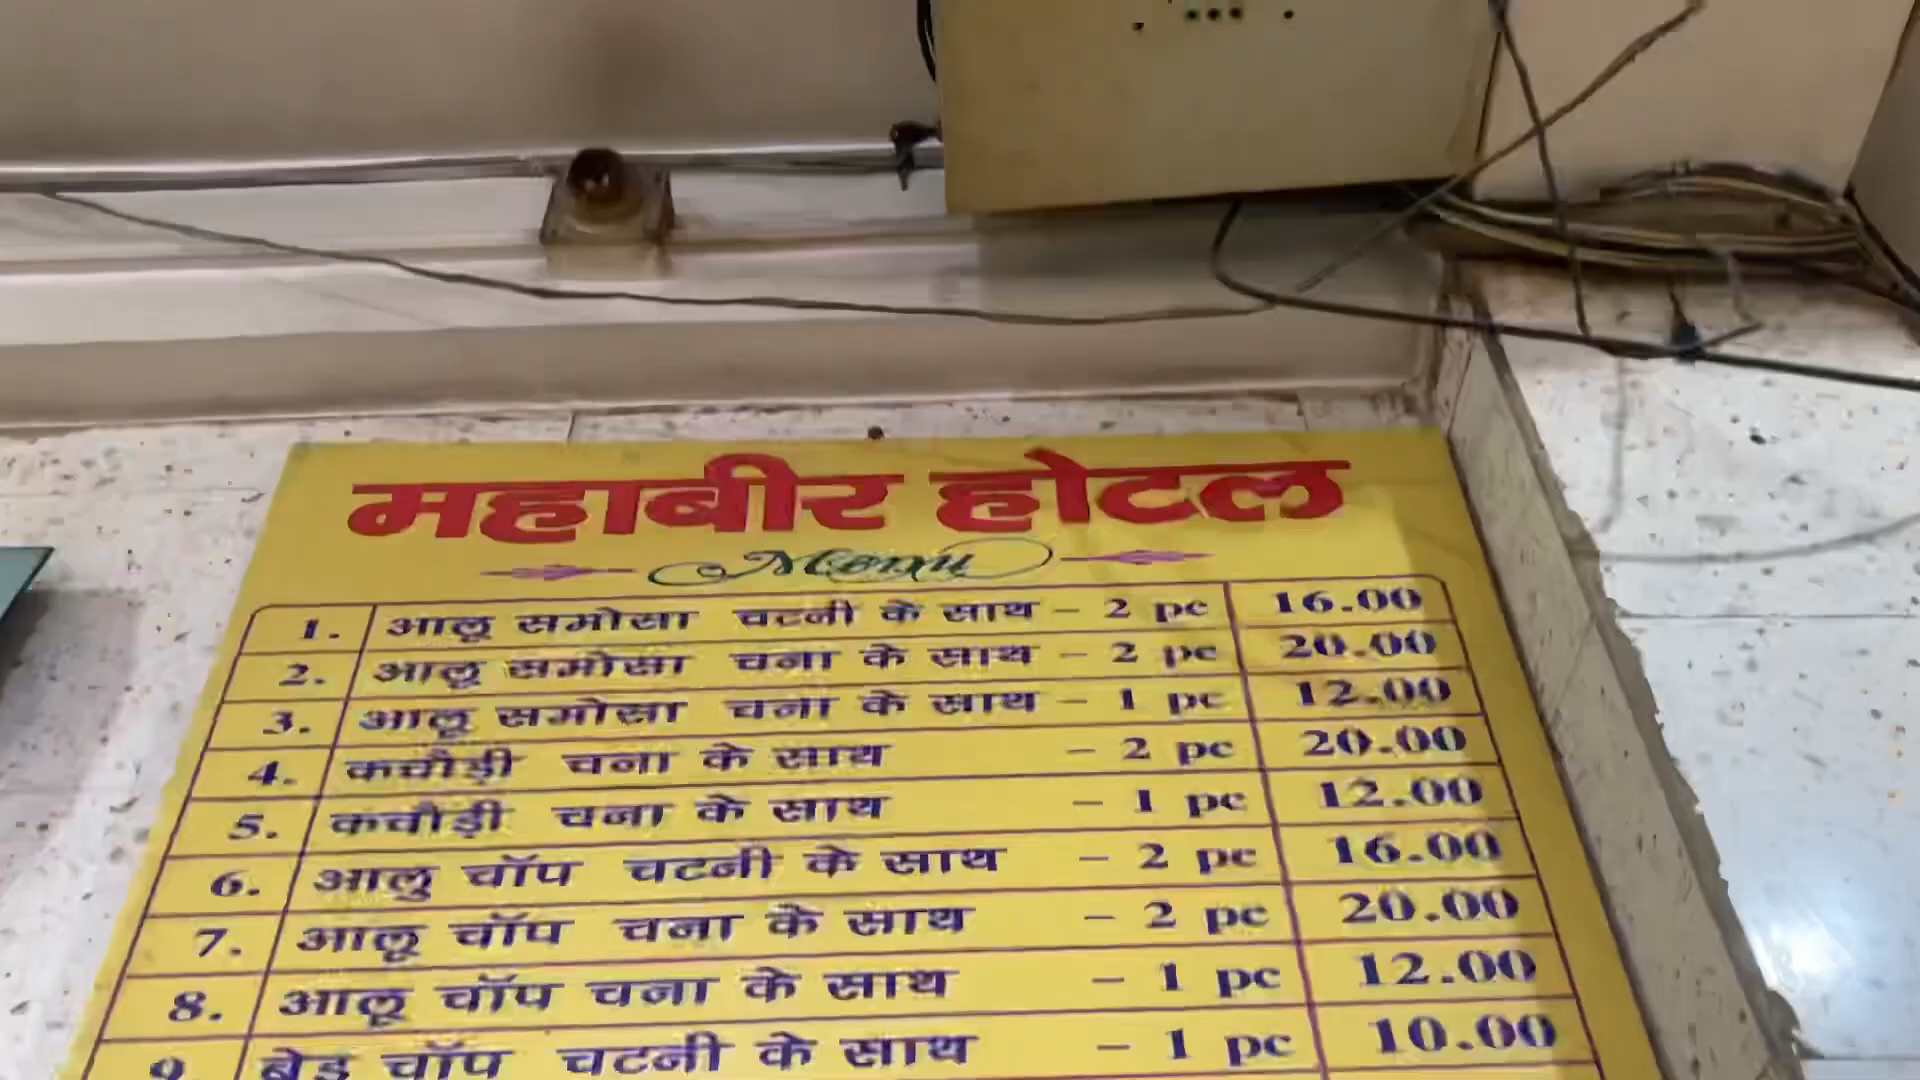 महाबीर होटल
Menu
1. आलू समोसा चटनी के साथ - 2 pc 16.00
2. आलू समोसा चना के साथ - 2 pc 20.00
3. आलू समोसा चना के साथ - 1 pc 12.00
4. कचौड़ी चना के साथ - 2 pc 20.00
5. कचौड़ी चना के साथ - 1 pc 12.00
6. आलु चॉप चटनी के साथ - 2 pc 16.00
7. आलू चॉप चना के साथ - 2 pc 20.00
8. आलू चॉप चना के साथ - 1 pc 12.00
9. ब्रेड चॉप चटनी के साथ - 1 pc 10.00